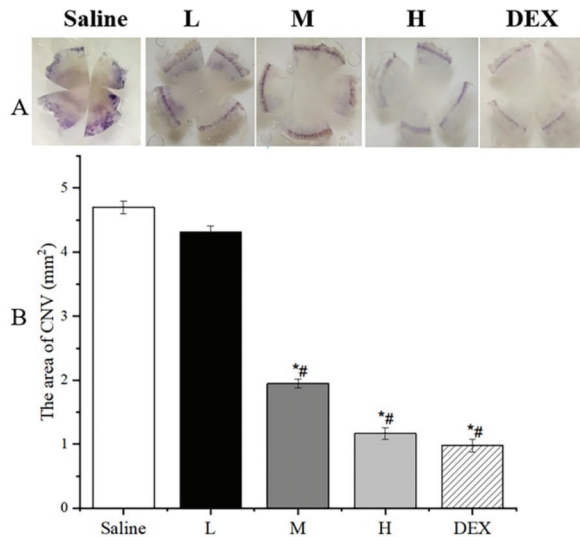 Saline L M H DEX
A
B
The area of CNV (mm²)
5
4
3
2
1
0
*#
*#
*#
Saline L M H DEX